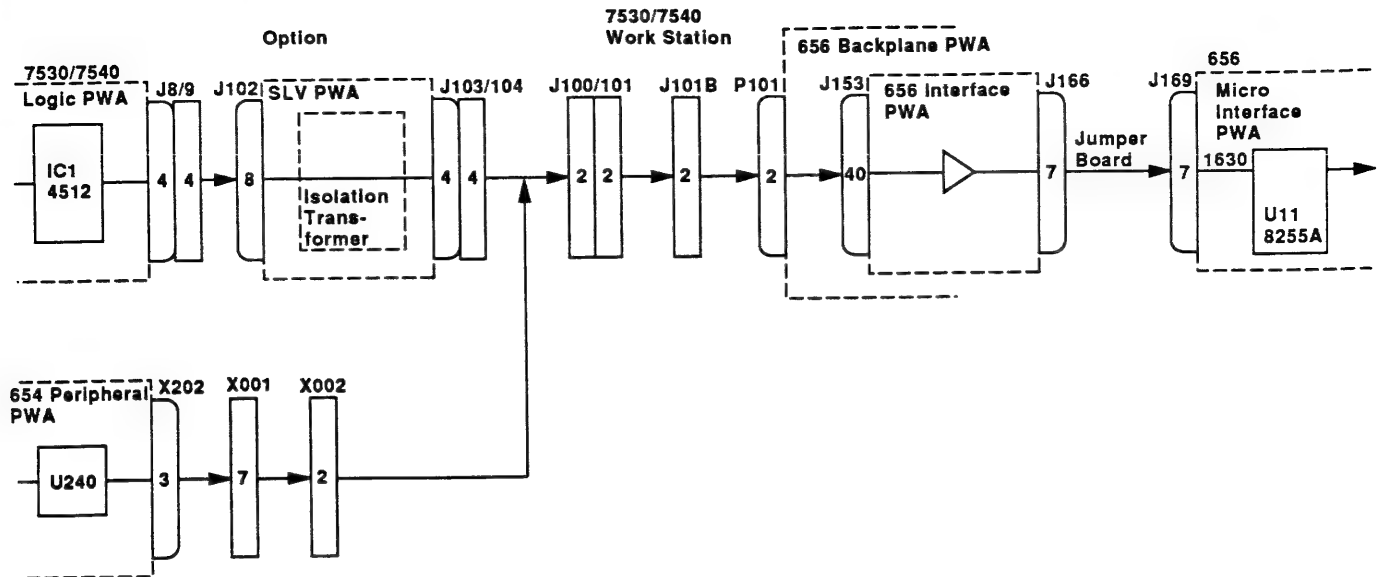 7530/7540
Work Station
Option
656 Backplane PWA
7530/7540
Logic PWA
J8/9
J102
SLV PWA
J103/104
J100/101
J101B
P101
J153
656 Interface
PWA
J166
J169
656
Micro
Interface
PWA
Jumper
Board
IC1
4512
4
4
8
Isolation
Trans-
former
4
4
2
2
2
2
40
7
7
1630
U11
8255A
654 Peripheral
PWA
X202
X001
X002
U240
3
7
2